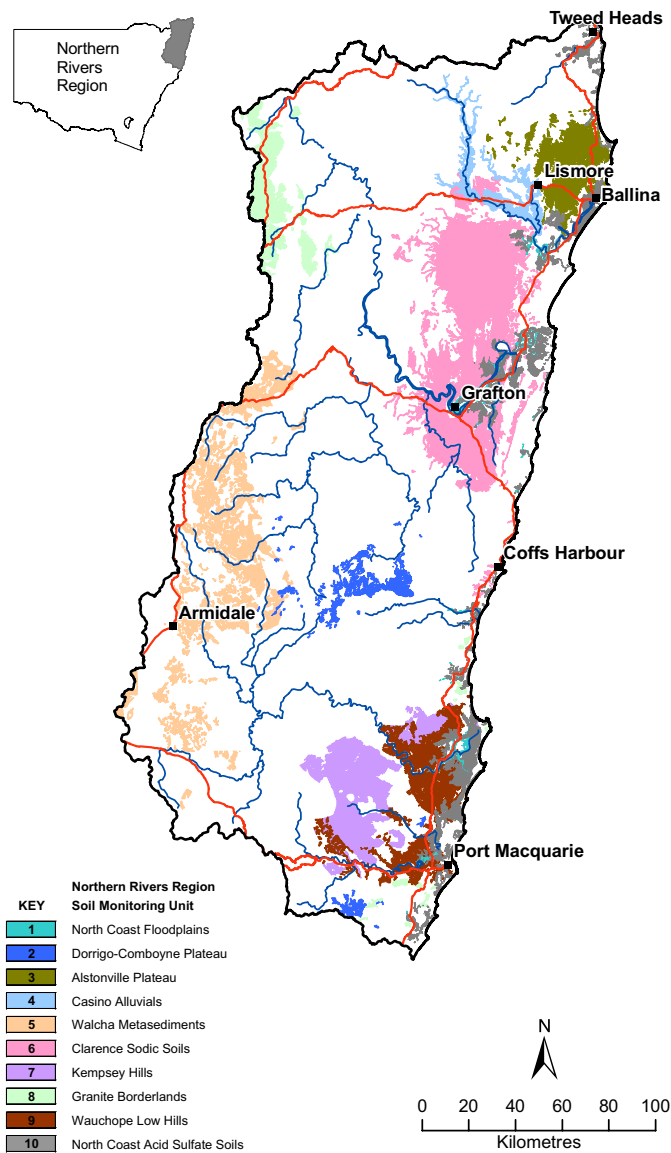 Tweed Heads
Northern
Rivers
Region
Lismore
Ballina
Grafton
Coffs Harbour
Armidale
Port Macquarie
Northern Rivers Region
KEY Soil Monitoring Unit
1 North Coast Floodplains
2 Dorrigo-Comboyne Plateau
3 Alstonville Plateau
4 Casino Alluvials
5 Walcha Metasediments
6 Clarence Sodic Soils
7 Kempsey Hills
8 Granite Borderlands
9 Wauchope Low Hills
10 North Coast Acid Sulfate Soils
N
0 20 40 60 80 100
Kilometres